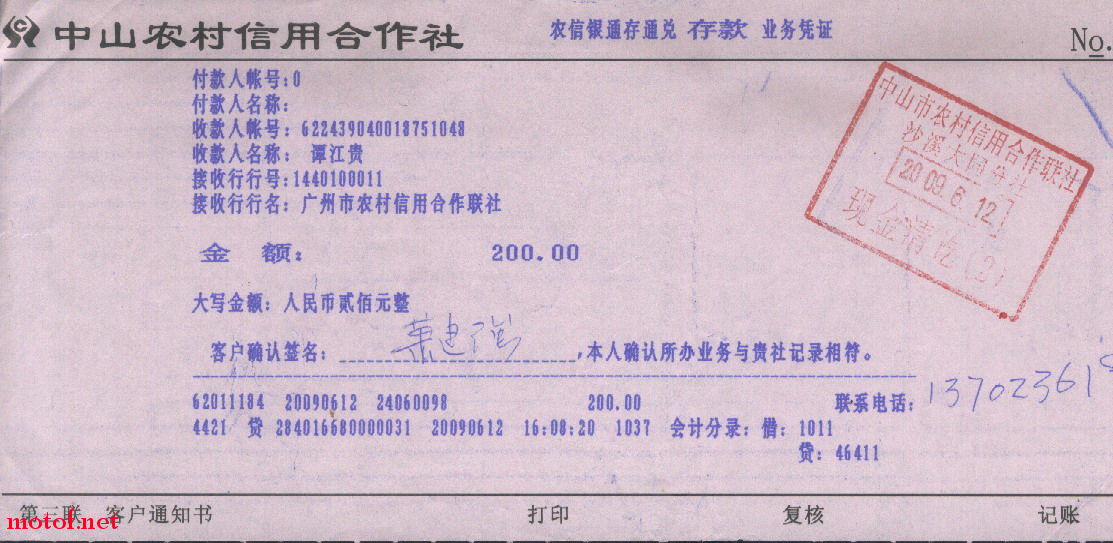 中山农村信用合作社
农信银通存通兑 存款 业务凭证
No.
付款人帐号:0
付款人名称:
收款人帐号: 622439040018751048
收款人名称: 谭江贵
接收行行号:1440100011
接收行行名: 广州市农村信用合作联社
金 额: 200.00
大写金额: 人民币贰佰元整
客户确认签名: ,本人确认所办业务与贵社记录相符。
62011184 20090612 24060098 200.00 联系电话: 137023619
4421 贷 284016680000031 20090612 16:08:20 1037 会计分录: 借: 1011
贷: 46411
中山市农村信用合作联社
沙溪大同分社
2009.6.12
现金清讫(2)
第三联 客户通知书 打印 复核 记账
motof.net